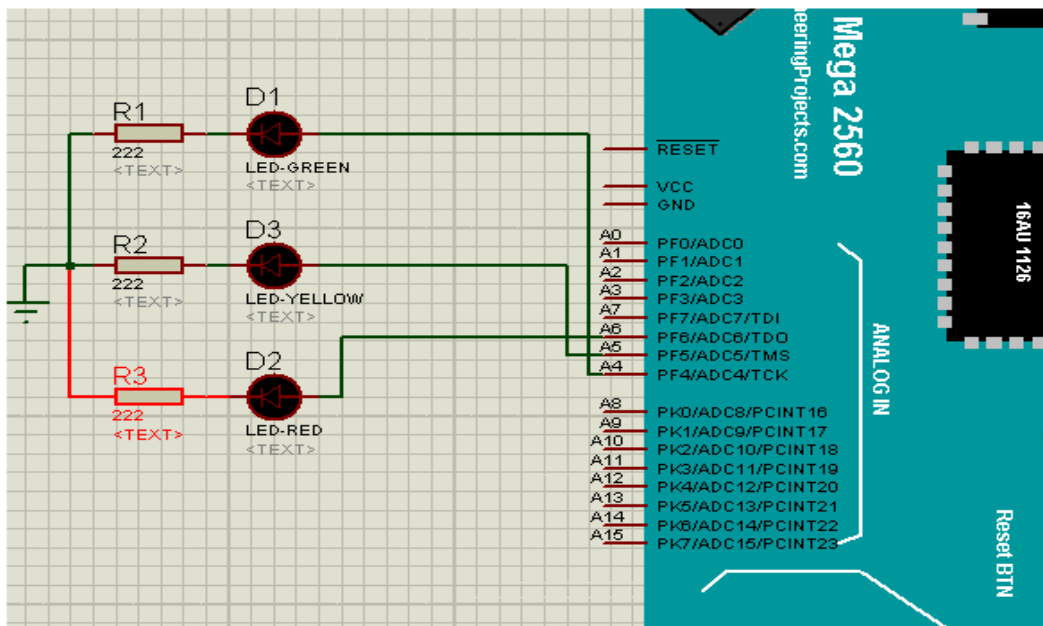 R1
222
<TEXT>
D1
LED-GREEN
<TEXT>
R2
222
<TEXT>
D3
LED-YELLOW
<TEXT>
R3
222
<TEXT>
D2
LED-RED
<TEXT>
Mega 2560
neeringProjects.com
RESET
VCC
GND
A0 PF0/ADC0
A1 PF1/ADC1
A2 PF2/ADC2
A3 PF3/ADC3
A7 PF7/ADC7/TDI
A6 PF6/ADC6/TDO
A5 PF5/ADC5/TMS
A4 PF4/ADC4/TCK
A8 PK0/ADC8/PCINT16
A9 PK1/ADC9/PCINT17
A10 PK2/ADC10/PCINT18
A11 PK3/ADC11/PCINT19
A12 PK4/ADC12/PCINT20
A13 PK5/ADC13/PCINT21
A14 PK6/ADC14/PCINT22
A15 PK7/ADC15/PCINT23
ANALOG IN
16AU 1126
Reset BTN